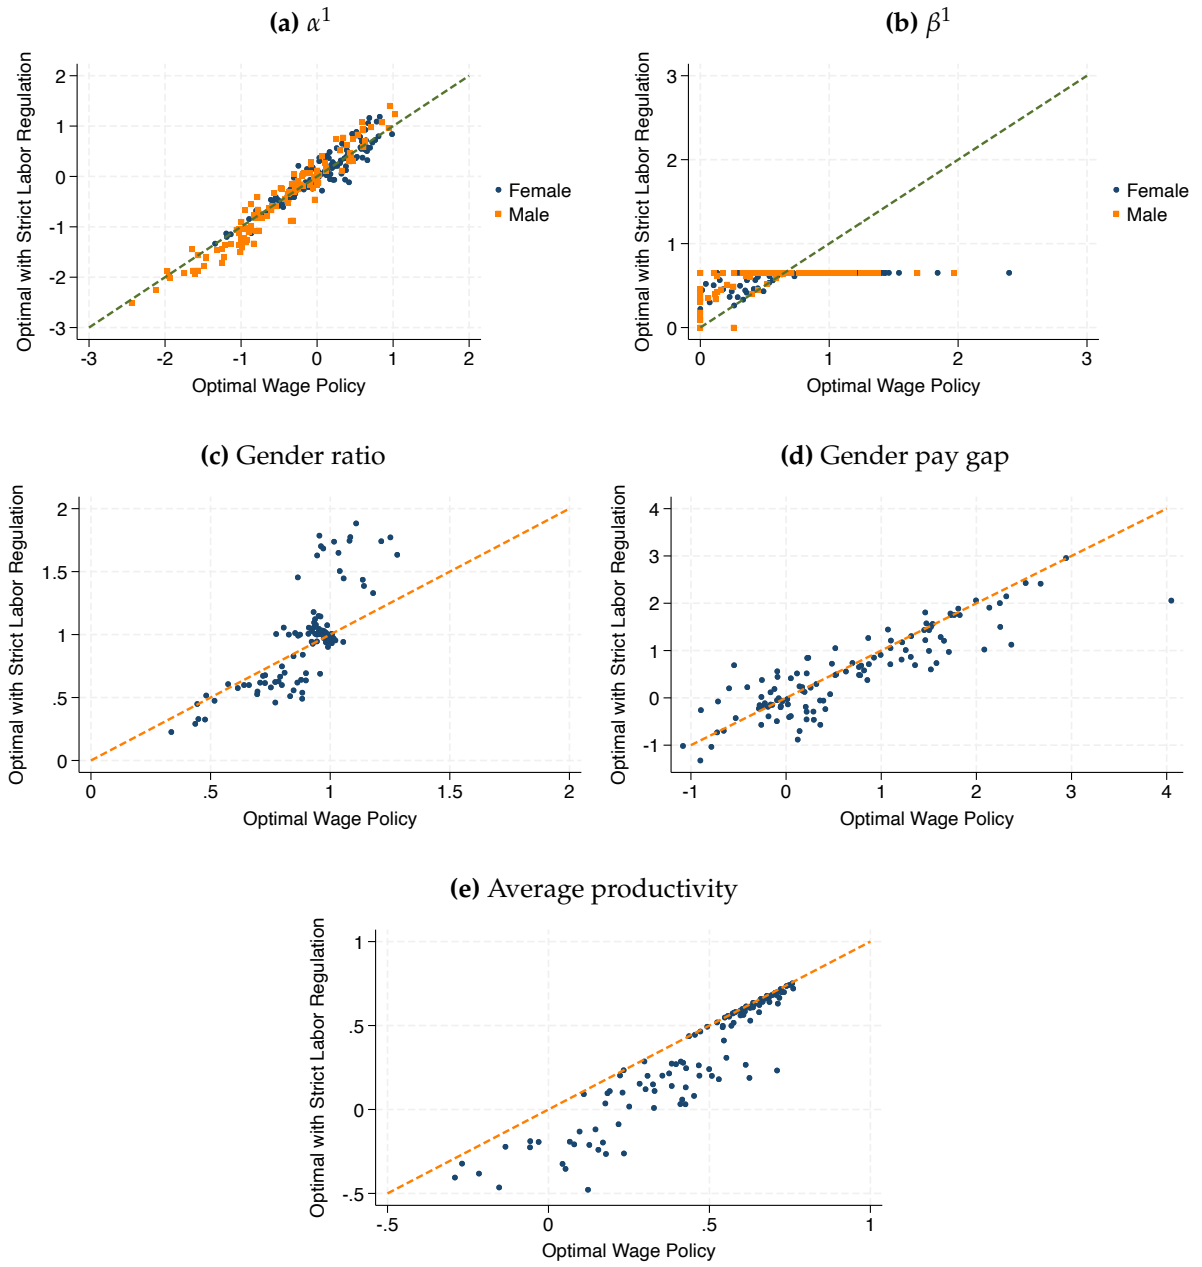 (a) α¹
Optimal with Strict Labor Regulation
2
1
0
-1
-2
-3
-3 -2 -1 0 1 2
Optimal Wage Policy
Female
Male
(b) β¹
Optimal with Strict Labor Regulation
3
2
1
0
0 1 2 3
Optimal Wage Policy
Female
Male
(c) Gender ratio
Optimal with Strict Labor Regulation
2
1.5
1
.5
0
0 .5 1 1.5 2
Optimal Wage Policy
(d) Gender pay gap
Optimal with Strict Labor Regulation
4
3
2
1
0
-1
-1 0 1 2 3 4
Optimal Wage Policy
(e) Average productivity
Optimal with Strict Labor Regulation
1
.5
0
-.5
-.5 0 .5 1
Optimal Wage Policy